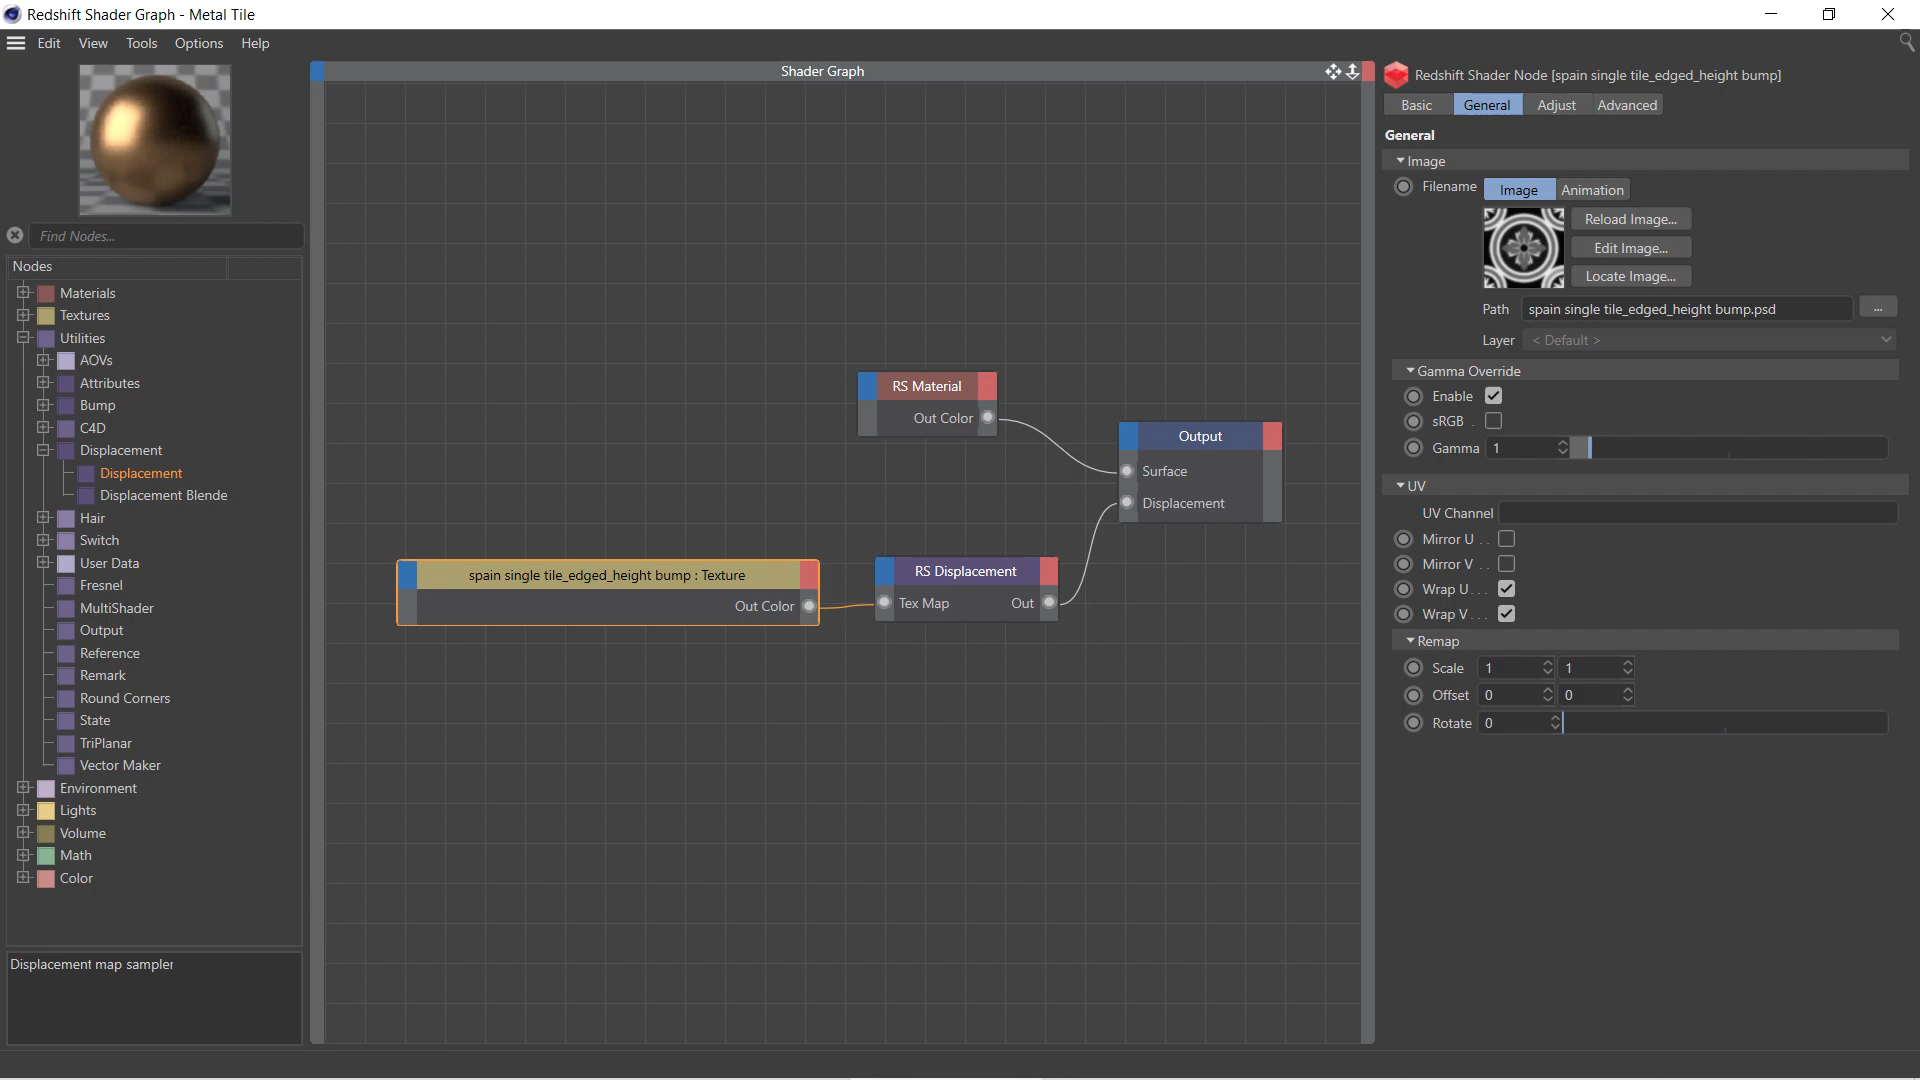 Redshift Shader Graph - Metal Tile
Edit View Tools Options Help
Find Nodes...
Nodes
Materials
Textures
Utilities
AOVs
Attributes
Bump
C4D
Displacement
Displacement
Displacement Blende
Hair
Switch
User Data
Fresnel
MultiShader
Output
Reference
Remark
Round Corners
State
TriPlanar
Vector Maker
Environment
Lights
Volume
Math
Color
Displacement map sampler
Shader Graph
RS Material
Out Color
Output
Surface
Displacement
spain single tile_edged_height bump : Texture
Out Color
RS Displacement
Tex Map Out
Redshift Shader Node [spain single tile_edged_height bump]
Basic General Adjust Advanced
General
Image
Filename Image Animation
Reload Image...
Edit Image...
Locate Image...
Path spain single tile_edged_height bump.psd ...
Layer < Default >
Gamma Override
Enable
sRGB .
Gamma 1
UV
UV Channel
Mirror U . .
Mirror V . .
Wrap U. . .
Wrap V. . .
Remap
Scale 1 1
Offset 0 0
Rotate 0